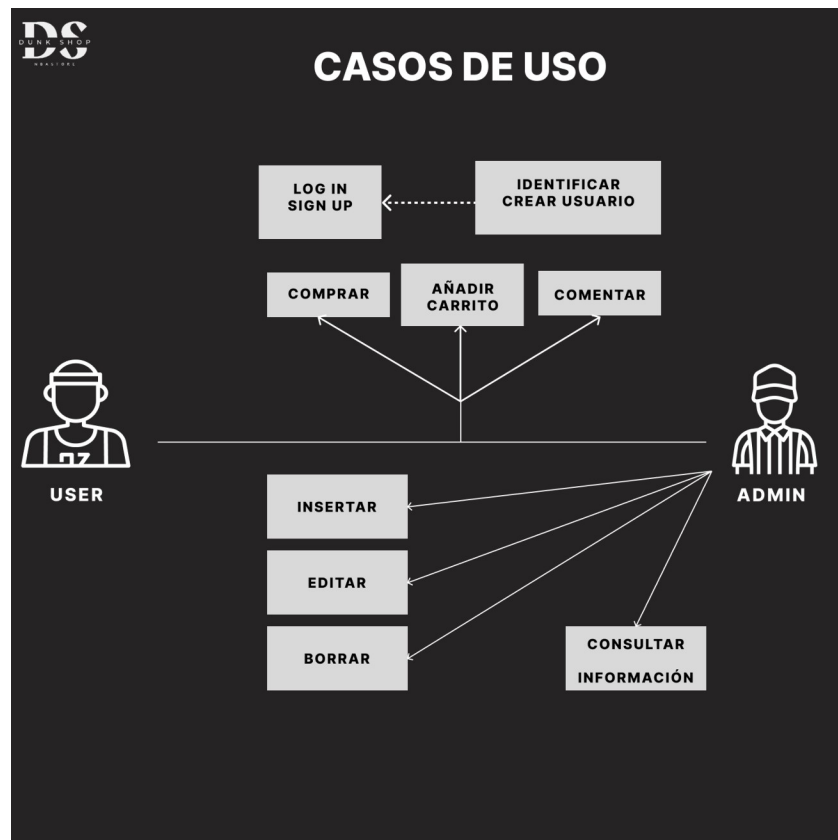 DS
DUNK SHOP
CASOS DE USO
LOG IN
SIGN UP
IDENTIFICAR
CREAR USUARIO
COMPRAR
AÑADIR
CARRITO
COMENTAR
USER
ADMIN
INSERTAR
EDITAR
BORRAR
CONSULTAR
INFORMACIÓN